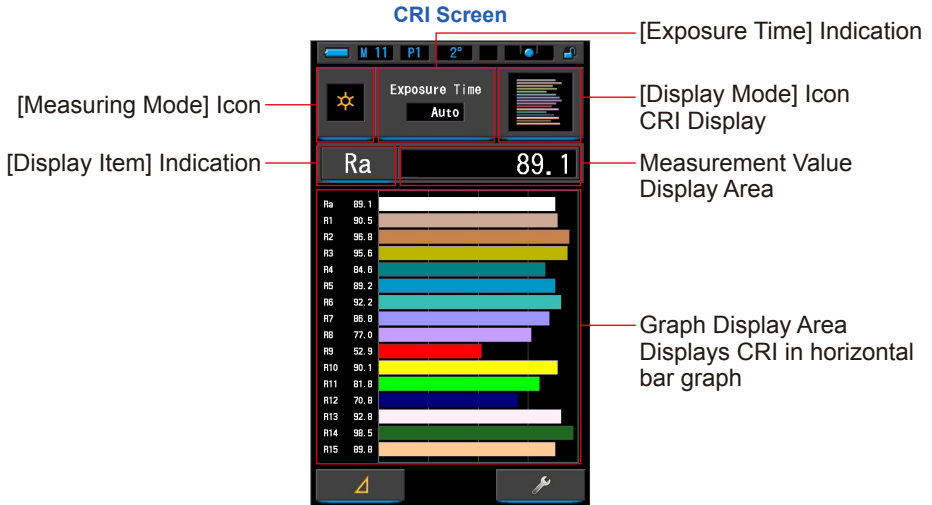 CRI Screen
[Exposure Time] Indication
M 11 P1 2°
[Measuring Mode] Icon
Exposure Time
Auto
[Display Mode] Icon
CRI Display
[Display Item] Indication
Ra 89.1
Measurement Value
Display Area
Ra 89.1
R1 90.5
R2 96.8
R3 95.6
R4 84.6
R5 89.2
R6 92.2
R7 86.8
R8 77.0
R9 52.9
R10 90.1
R11 81.8
R12 70.8
R13 92.8
R14 98.5
R15 89.8
Graph Display Area
Displays CRI in horizontal
bar graph